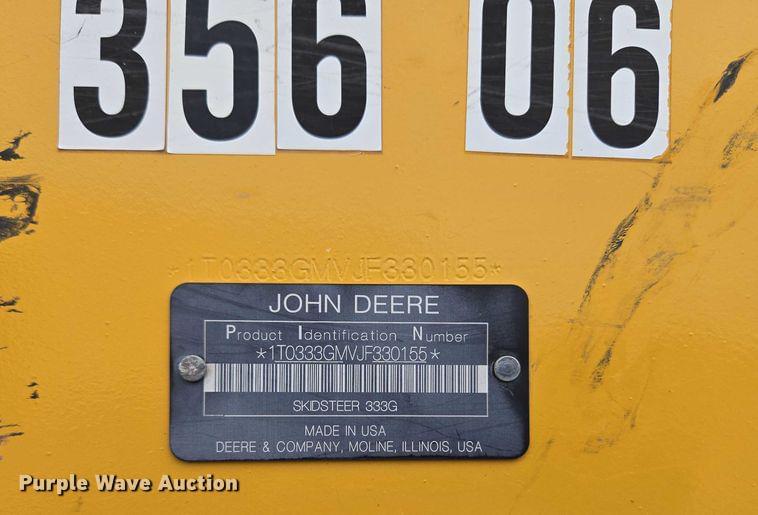 356 06
*1T0333GMVJF330155*
JOHN DEERE
Product Identification Number
*1T0333GMVJF330155*
SKIDSTEER 333G
MADE IN USA
DEERE & COMPANY, MOLINE, ILLINOIS, USA
Purple Wave Auction